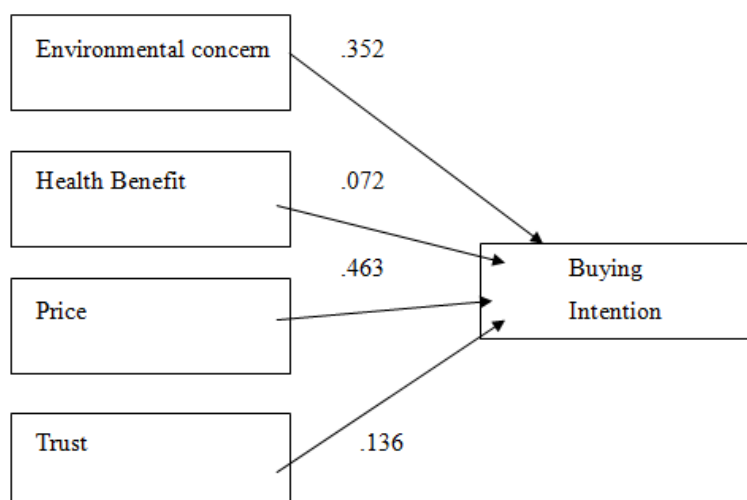 Environmental concern
.352
Health Benefit
.072
.463
Buying
Intention
Price
Trust
.136